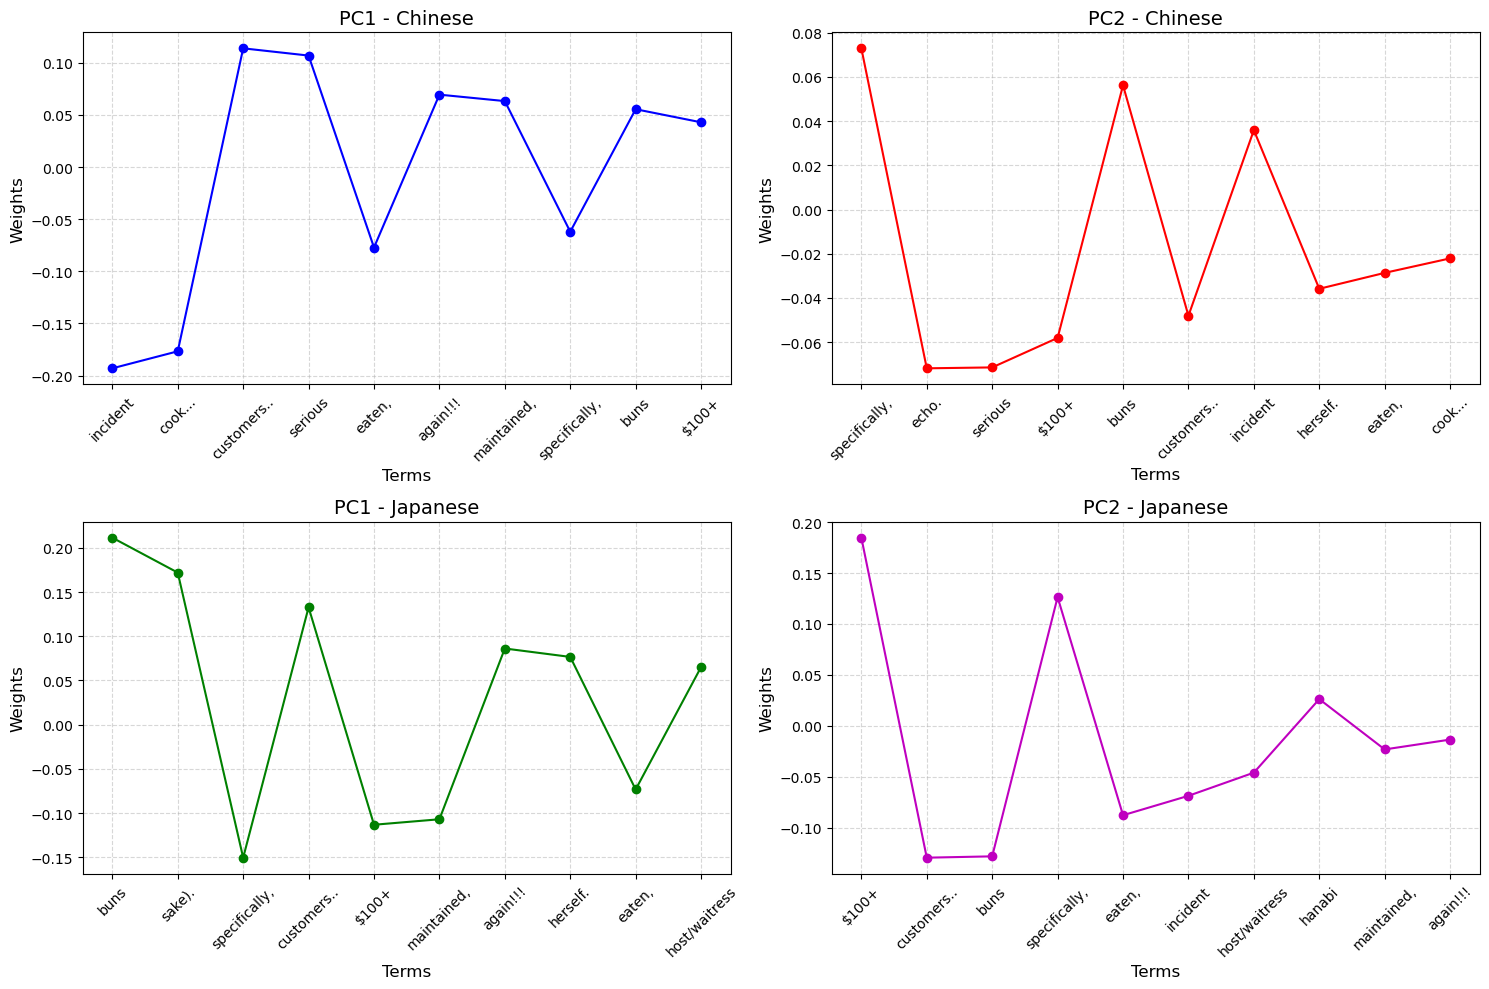 PC1 - Chinese
Weights
0.10
0.05
0.00
−0.05
−0.10
−0.15
−0.20
incident
cook...
customers..
serious
eaten,
again!!!
maintained,
specifically,
buns
$100+
Terms
PC2 - Chinese
Weights
0.08
0.06
0.04
0.02
0.00
−0.02
−0.04
−0.06
specifically,
echo.
serious
$100+
buns
customers..
incident
herself.
eaten,
cook...
Terms
PC1 - Japanese
Weights
0.20
0.15
0.10
0.05
0.00
−0.05
−0.10
−0.15
buns
sake).
specifically,
customers..
$100+
maintained,
again!!!
herself.
eaten,
host/waitress
Terms
PC2 - Japanese
Weights
0.20
0.15
0.10
0.05
0.00
−0.05
−0.10
$100+
customers..
buns
specifically,
eaten,
incident
host/waitress
hanabi
maintained,
again!!!
Terms